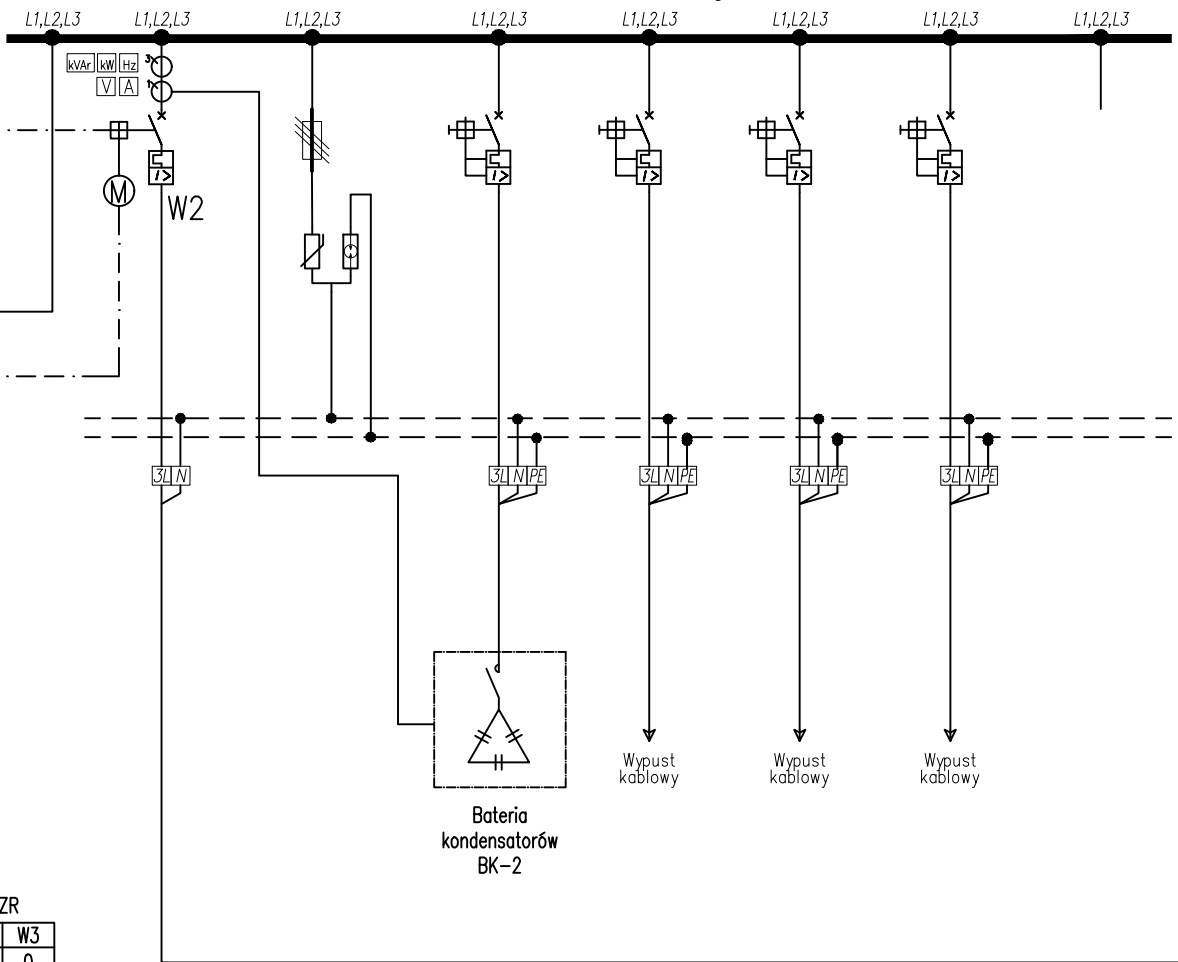 L1,L2,L3 L1,L2,L3 L1,L2,L3 L1,L2,L3 L1,L2,L3 L1,L2,L3 L1,L2,L3 L1,L2,L3
kVAr kW Hz 3
V A 1
I> I> I> I> I>
M
W2
3L N 3L N PE 3L N PE 3L N PE 3L N PE
Wypust Wypust Wypust
kablowy kablowy kablowy
Bateria
kondensatorów
BK-2
ZR
W3
0